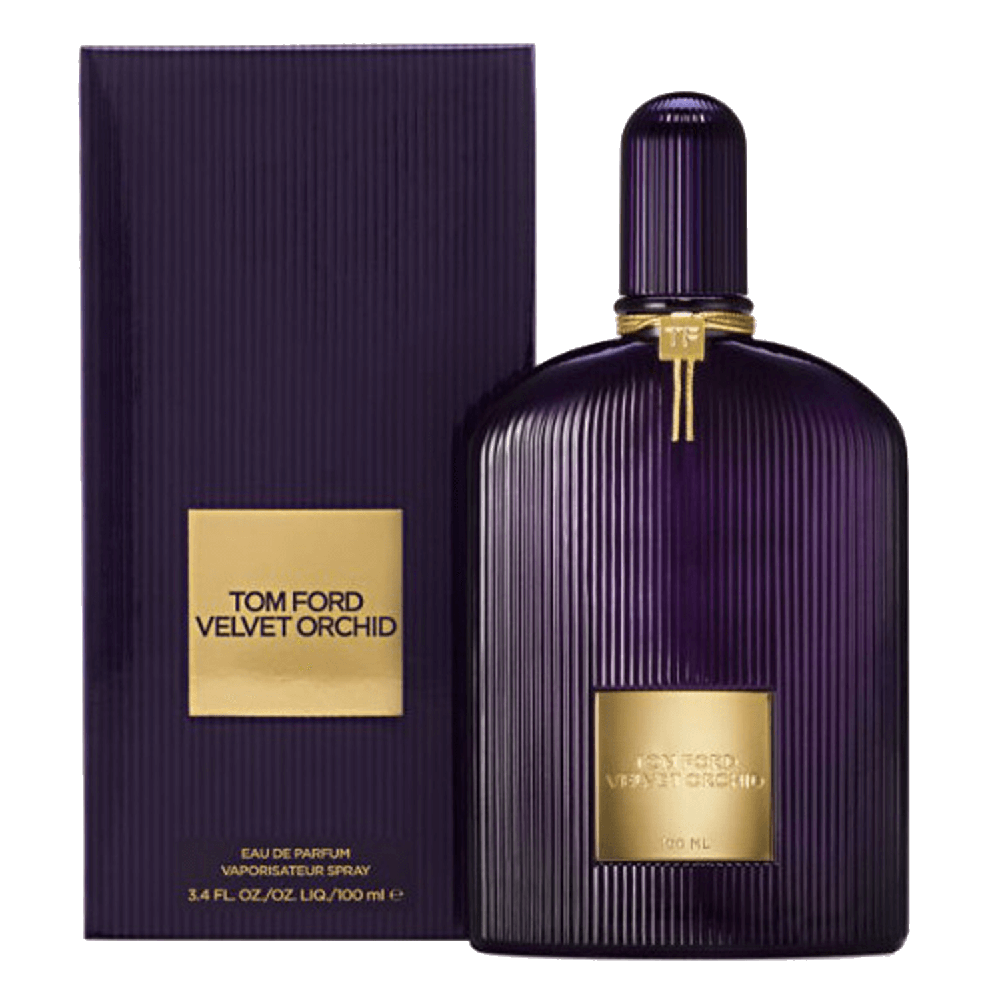 TOM FORD
VELVET ORCHID
EAU DE PARFUM
VAPORISATEUR SPRAY
3.4 FL. OZ./OZ. LIQ./100 ml ℮
TF
TOM FORD
VELVET ORCHID
100 ML